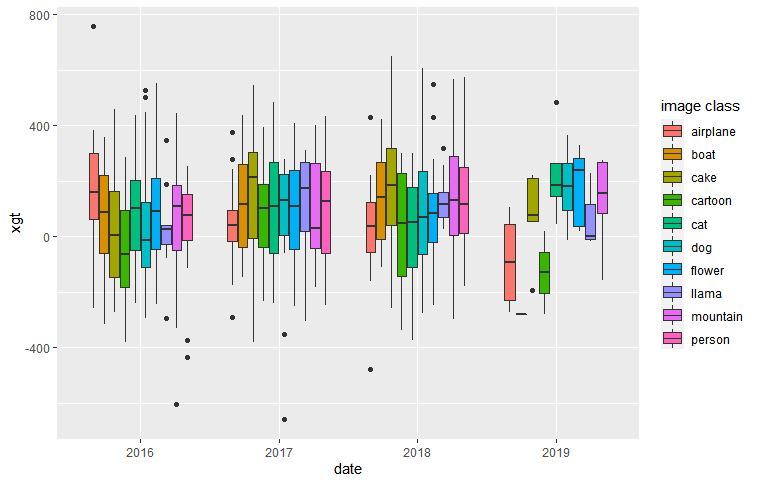 800
400
0
-400
xgt
2016 2017 2018 2019
date
image class
airplane
boat
cake
cartoon
cat
dog
flower
llama
mountain
person